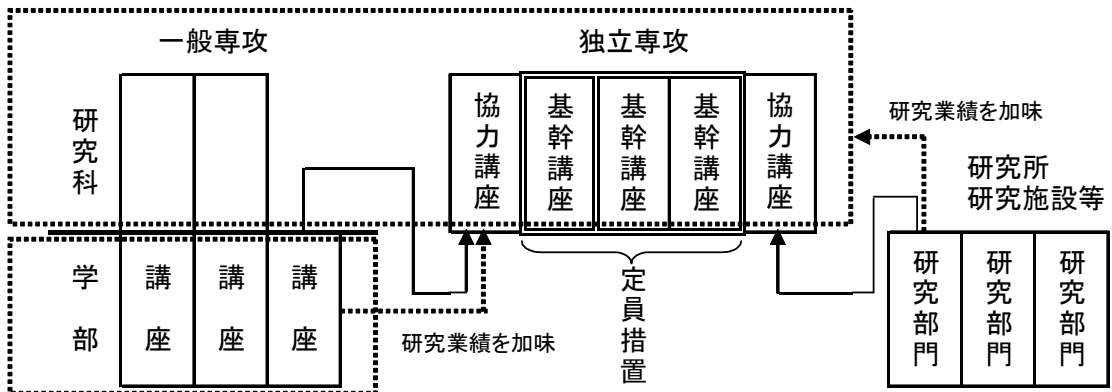 一般専攻
独立専攻
研究科
協力講座
基幹講座
基幹講座
基幹講座
協力講座
研究業績を加味
研究所
研究施設等
学部
講座
講座
講座
研究業績を加味
定員措置
研究部門
研究部門
研究部門